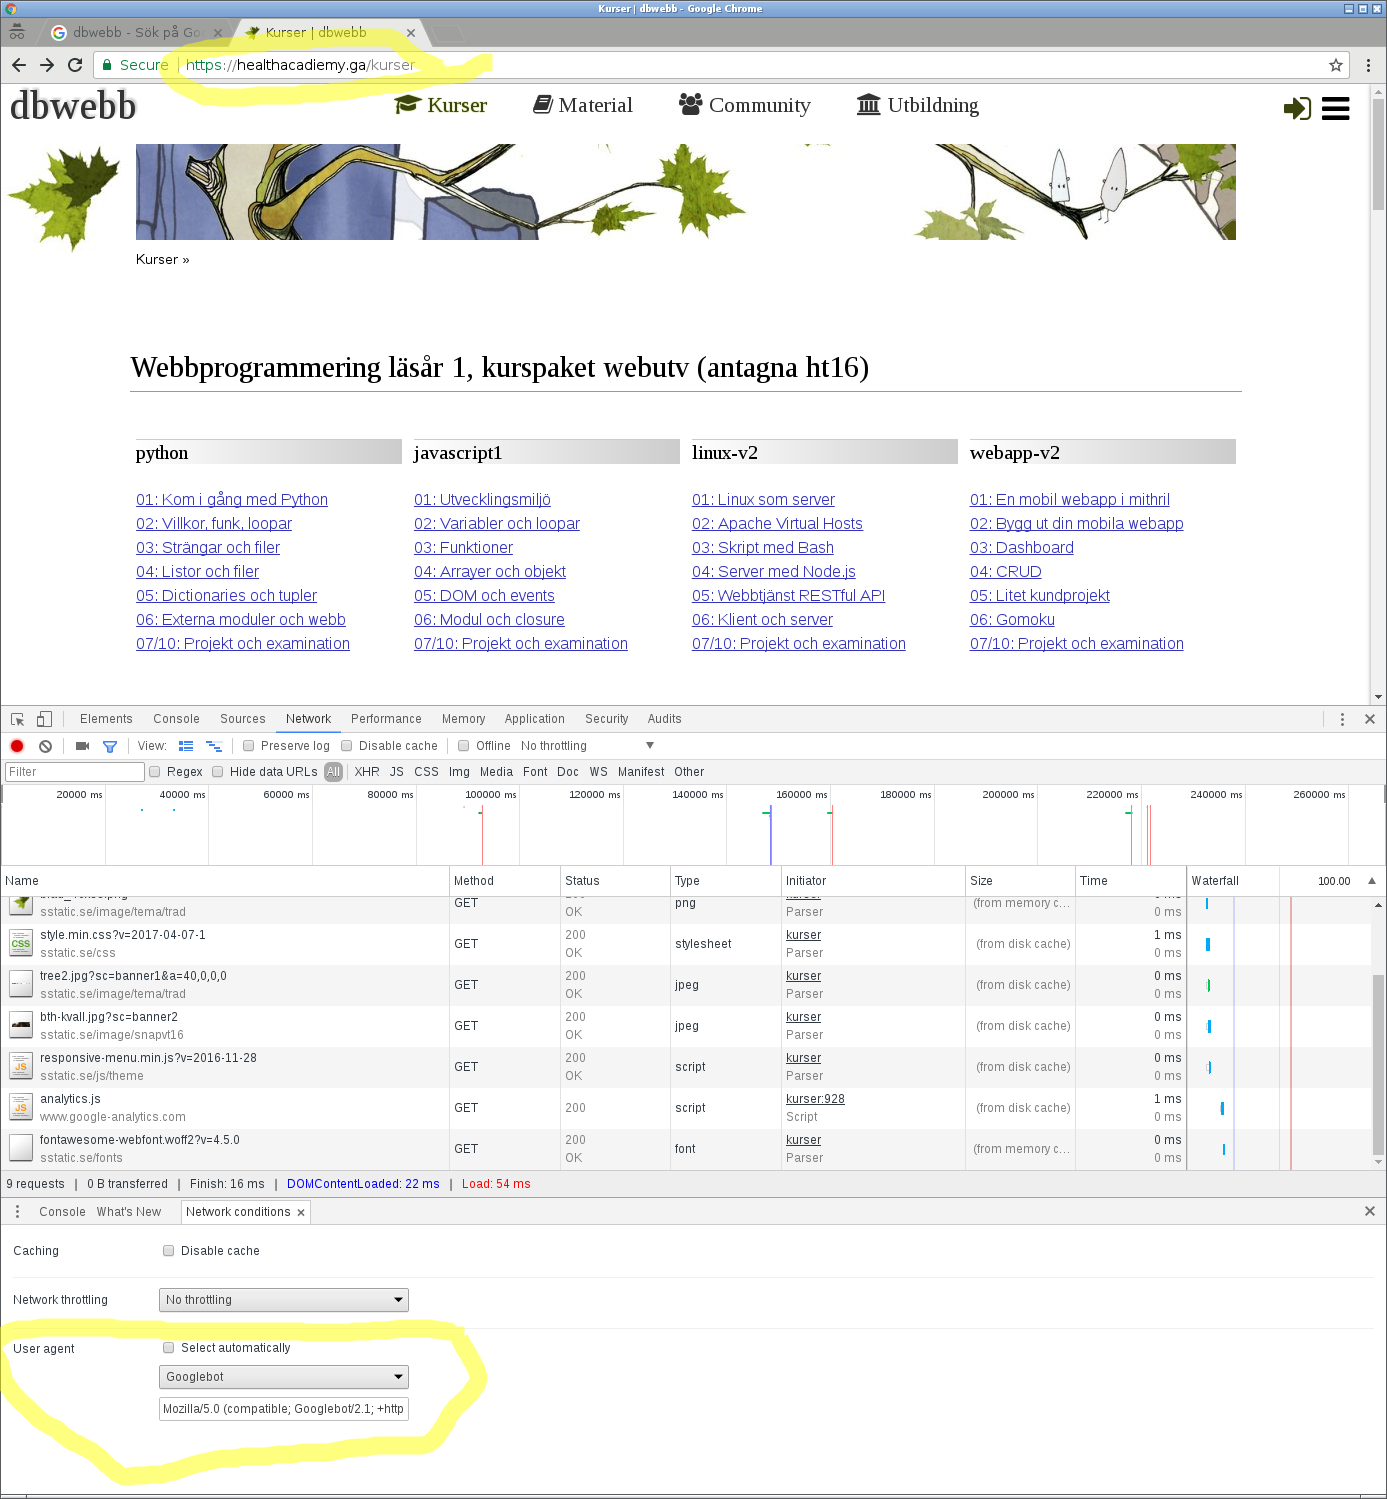 Kurser | dbwebb - Google Chrome
dbwebb - Sök på Go
Kurser | dbwebb
Secure
https://healthacadiemy.ga/kurser
dbwebb
Kurser
Material
Community
Utbildning
Kurser »
Webbprogrammering läsår 1, kurspaket webutv (antagna ht16)
python
01: Kom i gång med Python
02: Villkor, funk, loopar
03: Strängar och filer
04: Listor och filer
05: Dictionaries och tupler
06: Externa moduler och webb
07/10: Projekt och examination
javascript1
01: Utvecklingsmiljö
02: Variabler och loopar
03: Funktioner
04: Arrayer och objekt
05: DOM och events
06: Modul och closure
07/10: Projekt och examination
linux-v2
01: Linux som server
02: Apache Virtual Hosts
03: Skript med Bash
04: Server med Node.js
05: Webbtjänst RESTful API
06: Klient och server
07/10: Projekt och examination
webapp-v2
01: En mobil webapp i mithril
02: Bygg ut din mobila webapp
03: Dashboard
04: CRUD
05: Litet kundprojekt
06: Gomoku
07/10: Projekt och examination
Elements Console Sources Network Performance Memory Application Security Audits
View: Preserve log Disable cache Offline No throttling
Filter Regex Hide data URLs All XHR JS CSS Img Media Font Doc WS Manifest Other
20000 ms 40000 ms 60000 ms 80000 ms 100000 ms 120000 ms 140000 ms 160000 ms 180000 ms 200000 ms 220000 ms 240000 ms 260000 ms
Name Method Status Type Initiator Size Time Waterfall 100.00
GET png (from memory c...
sstatic.se/image/tema/trad OK Parser 0 ms
style.min.css?v=2017-04-07-1 200 kurser 1 ms
GET stylesheet (from disk cache)
sstatic.se/css OK Parser 0 ms
tree2.jpg?sc=banner1&a=40,0,0,0 200 kurser 0 ms
GET jpeg (from disk cache)
sstatic.se/image/tema/trad OK Parser 0 ms
bth-kvall.jpg?sc=banner2 200 kurser 0 ms
GET jpeg (from disk cache)
sstatic.se/image/snapvt16 OK Parser 0 ms
responsive-menu.min.js?v=2016-11-28 200 kurser 0 ms
JS GET script (from disk cache)
sstatic.se/js/theme OK Parser 0 ms
analytics.js kurser:928 1 ms
JS GET 200 script (from disk cache)
www.google-analytics.com Script 0 ms
fontawesome-webfont.woff2?v=4.5.0 200 kurser 0 ms
GET font (from memory c...
sstatic.se/fonts OK Parser 0 ms
9 requests | 0 B transferred | Finish: 16 ms | DOMContentLoaded: 22 ms | Load: 54 ms
Console What's New Network conditions
Caching Disable cache
Network throttling No throttling
User agent Select automatically
Googlebot
Mozilla/5.0 (compatible; Googlebot/2.1; +http